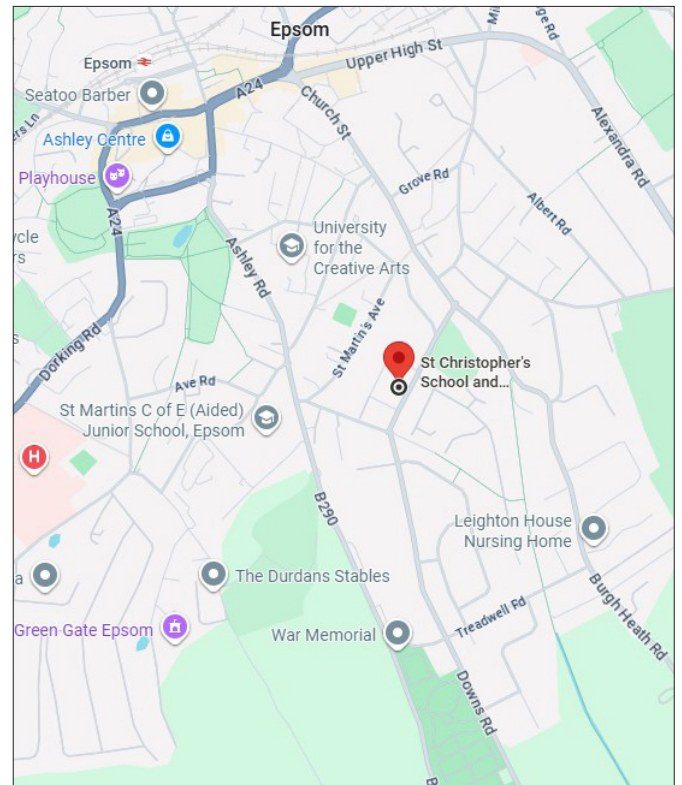 Epsom
Upper High St
Epsom
A24
Seatoo Barber
Church St
Ashley Centre
Alexandra Rd
Playhouse
Grove Rd
Albert Rd
A24
University
for the
Creative Arts
Ashley Rd
Dorking Rd
St Martin's Ave
St Christopher's
School and...
Ave Rd
St Martins C of E (Aided)
Junior School, Epsom
H
B290
Leighton House
Nursing Home
The Durdans Stables
Burgh Heath Rd
Green Gate Epsom
War Memorial
Treadwell Rd
Downs Rd